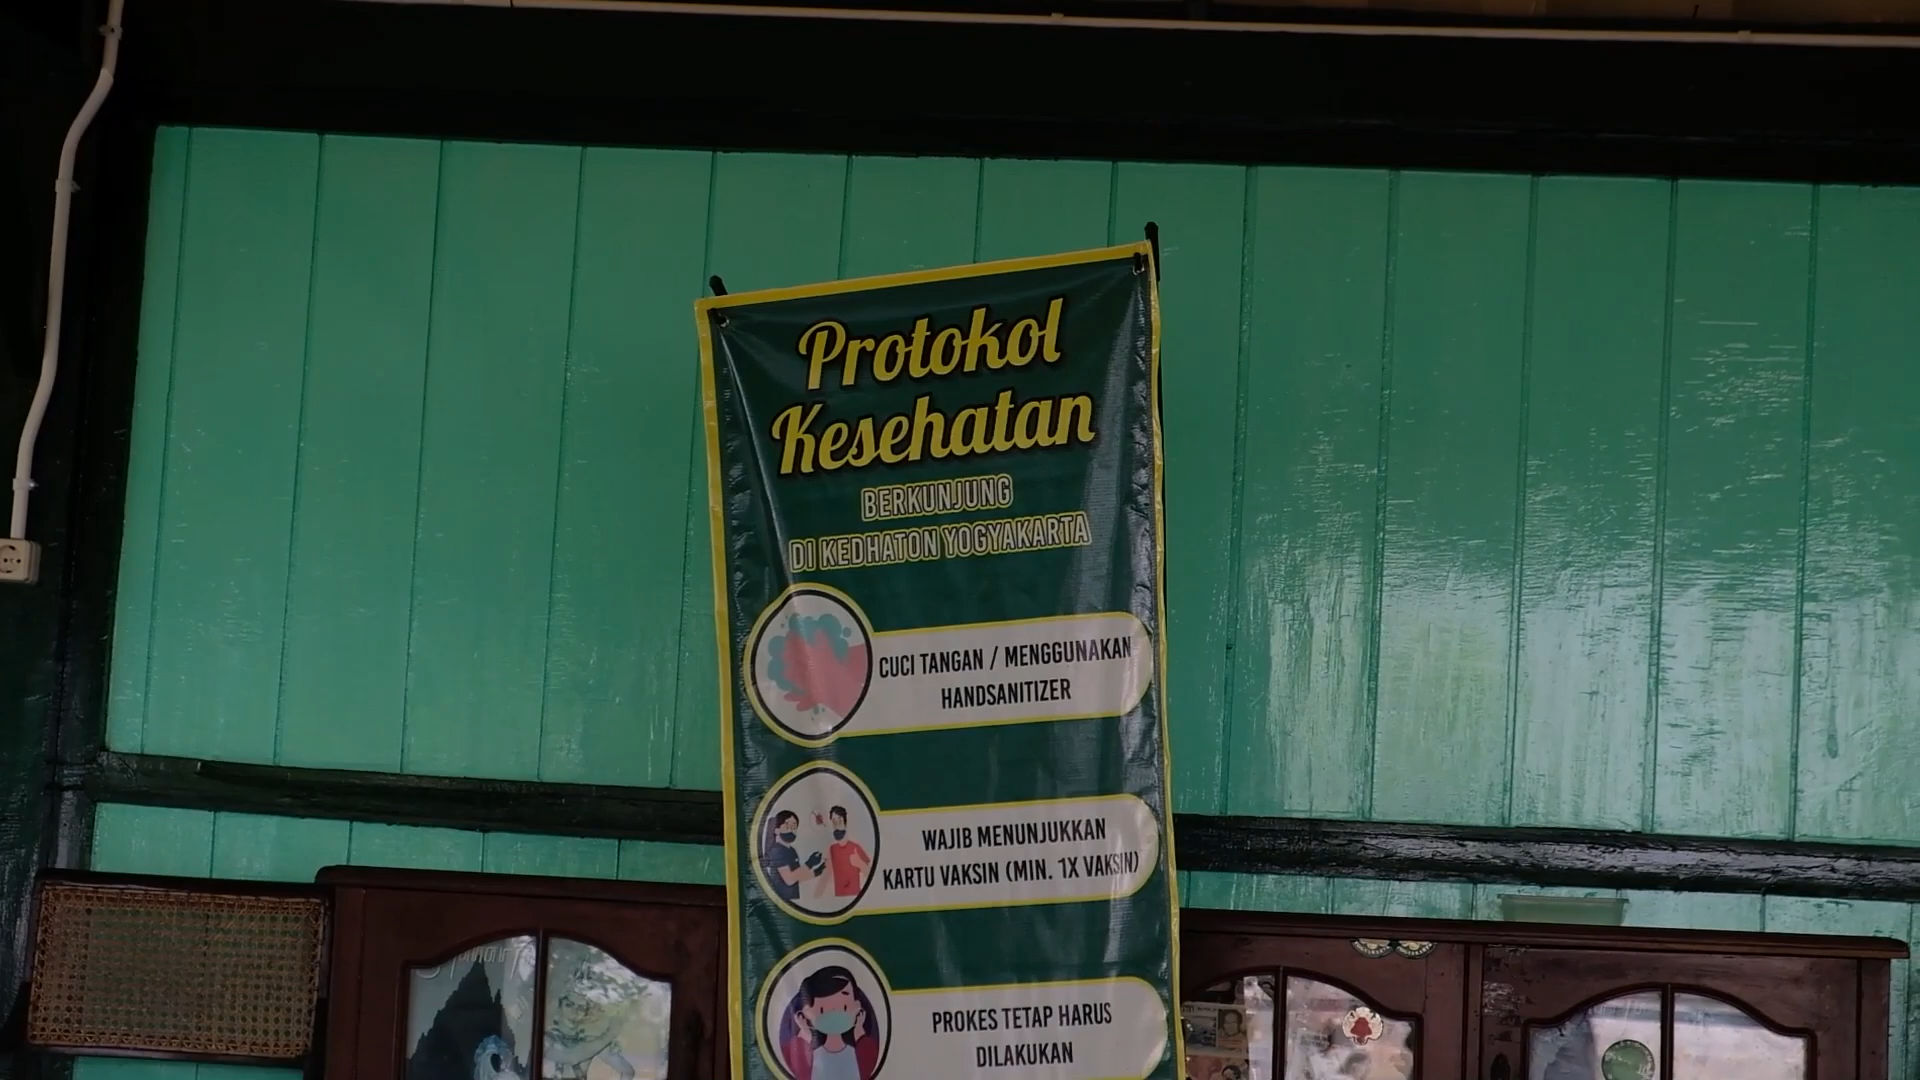 Protokol
Kesehatan
BERKUNJUNG
DI KEDHATON YOGYAKARTA
CUCI TANGAN / MENGGUNAKAN
HANDSANITIZER
WAJIB MENUNJUKKAN
KARTU VAKSIN (MIN. 1X VAKSIN)
PROKES TETAP HARUS
DILAKUKAN